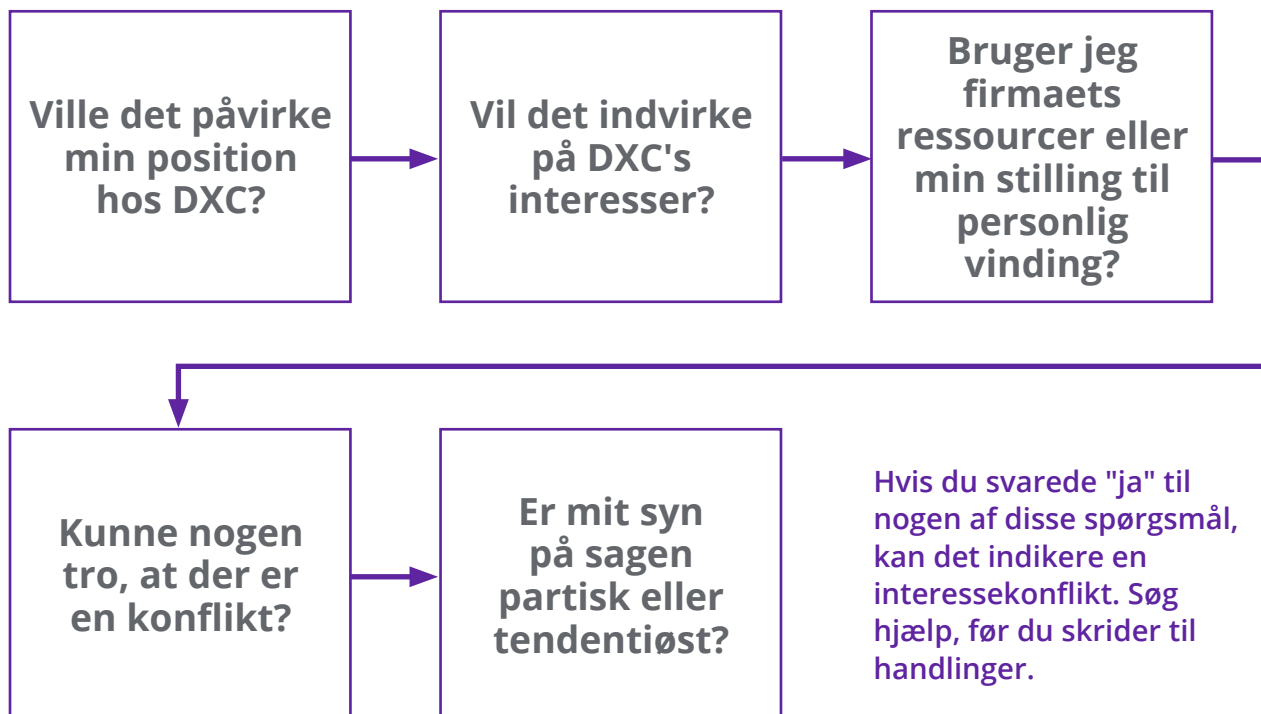 Ville det påvirke
min position
hos DXC?
Vil det indvirke
på DXC's
interesser?
Bruger jeg
firmaets
ressourcer eller
min stilling til
personlig
vinding?
Kunne nogen
tro, at der er
en konflikt?
Er mit syn
på sagen
partisk eller
tendentiøst?
Hvis du svarede "ja" til
nogen af disse spørgsmål,
kan det indikere en
interessekonflikt. Søg
hjælp, før du skrider til
handlinger.